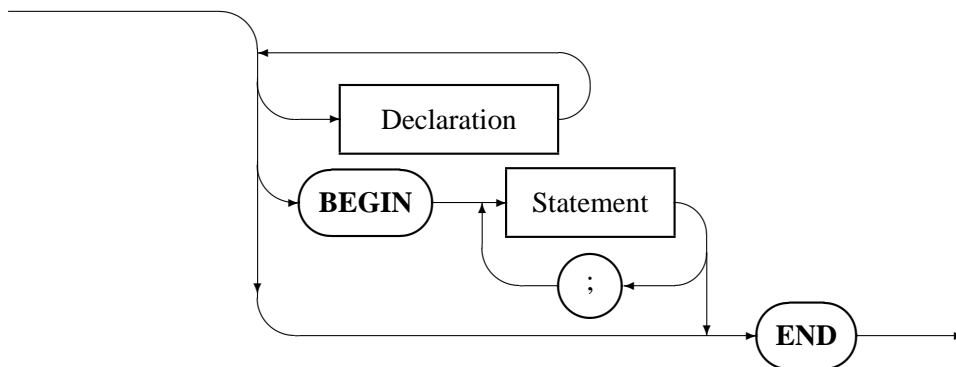 Declaration
BEGIN
Statement
;
END